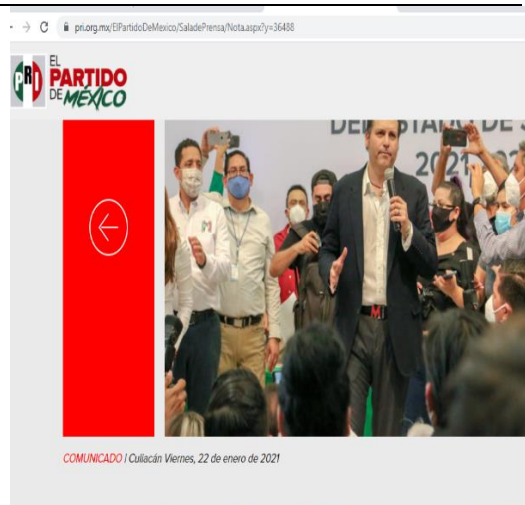 pri.org.mx/ElPartidoDeMexico/SaladePrensa/Nota.aspx?y=36488
PRI
EL
PARTIDO
DE MÉXICO
DE
2021
COMUNICADO | Culiacán Viernes, 22 de enero de 2021